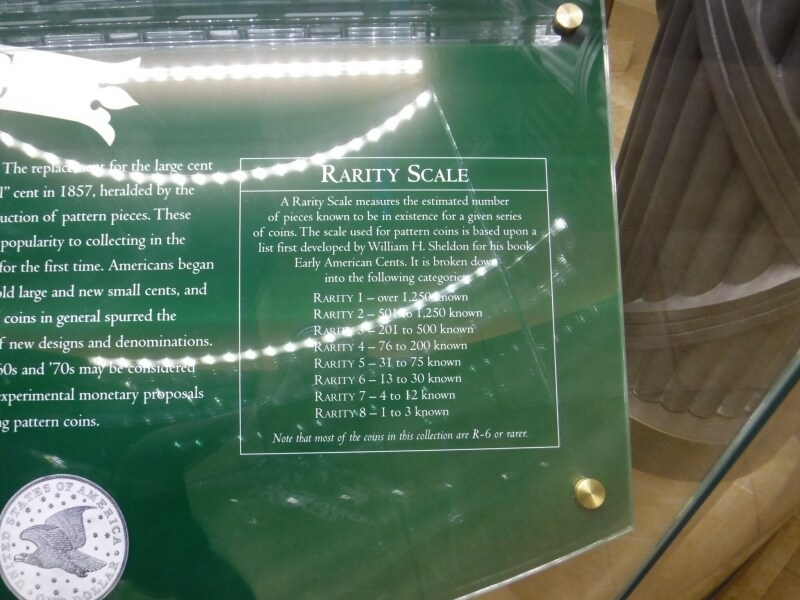 The replacement for the large cent
cent in 1857, heralded by the
uction of pattern pieces. These
popularity to collecting in the
for the first time. Americans began
old large and new small cents, and
coins in general spurred the
f new designs and denominations.
60s and '70s may be considered
experimental monetary proposals
ng pattern coins.
RARITY SCALE
A Rarity Scale measures the estimated number
of pieces known to be in existence for a given series
of coins. The scale used for pattern coins is based upon a
list first developed by William H. Sheldon for his book
Early American Cents. It is broken down
into the following categories
RARITY 1 – over 1,250 known
RARITY 2 – 501 to 1,250 known
RARITY 3 – 201 to 500 known
RARITY 4 – 76 to 200 known
RARITY 5 – 31 to 75 known
RARITY 6 – 13 to 30 known
RARITY 7 – 4 to 12 known
RARITY 8 – 1 to 3 known
Note that most of the coins in this collection are R-6 or rarer.
UNITED STATES OF AMERICA
ONE DOLLAR